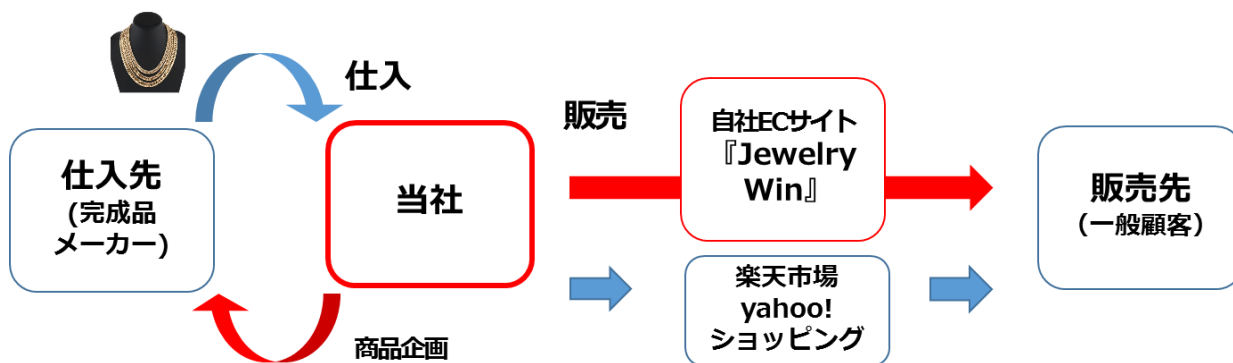 仕入
販売
仕入先
(完成品
メーカー)
当社
自社ECサイト
『Jewelry
Win』
販売先
(一般顧客)
商品企画
楽天市場
yahoo!
ショッピング